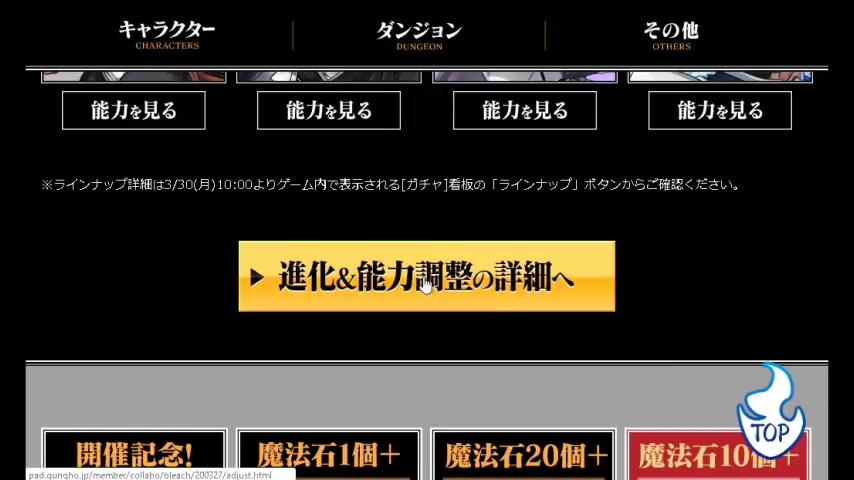 キャラクター
CHARACTERS
ダンジョン
DUNGEON
その他
OTHERS
能力を見る
能力を見る
能力を見る
能力を見る
※ラインナップ詳細は3/30(月)10:00よりゲーム内で表示される[ガチャ]看板の「ラインナップ」ボタンからご確認ください。
進化&能力調整の詳細へ
TOP
開催記念!
魔法石1個＋
魔法石20個＋
魔法石10個＋
pad.gungho.jp/member/collabo/bleach/200327/adjust.html